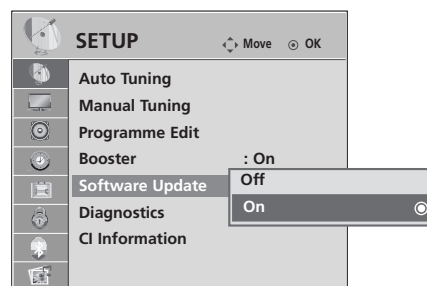 SETUP Move OK
Auto Tuning
Manual Tuning
Programme Edit
Booster : On
Software Update Off
On
Diagnostics
CI Information